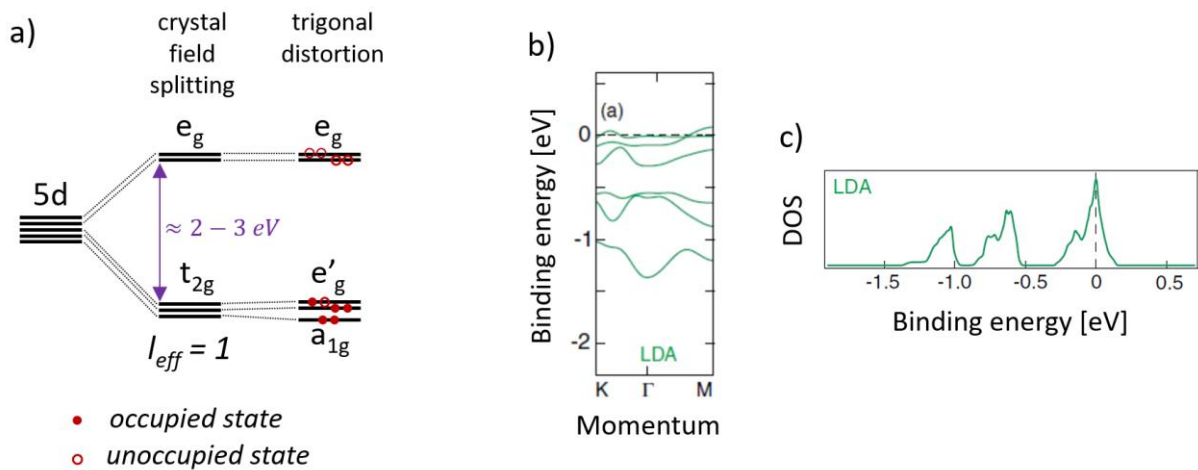 a)
crystal
field
splitting
trigonal
distortion
5d
e_g
e_g
≈ 2 − 3 eV
t_2g
e'_g
a_1g
l_eff = 1
occupied state
unoccupied state
b)
(a)
0
-1
-2
Binding energy [eV]
LDA
K Γ M
Momentum
c)
LDA
DOS
-1.5 -1.0 -0.5 0 0.5
Binding energy [eV]